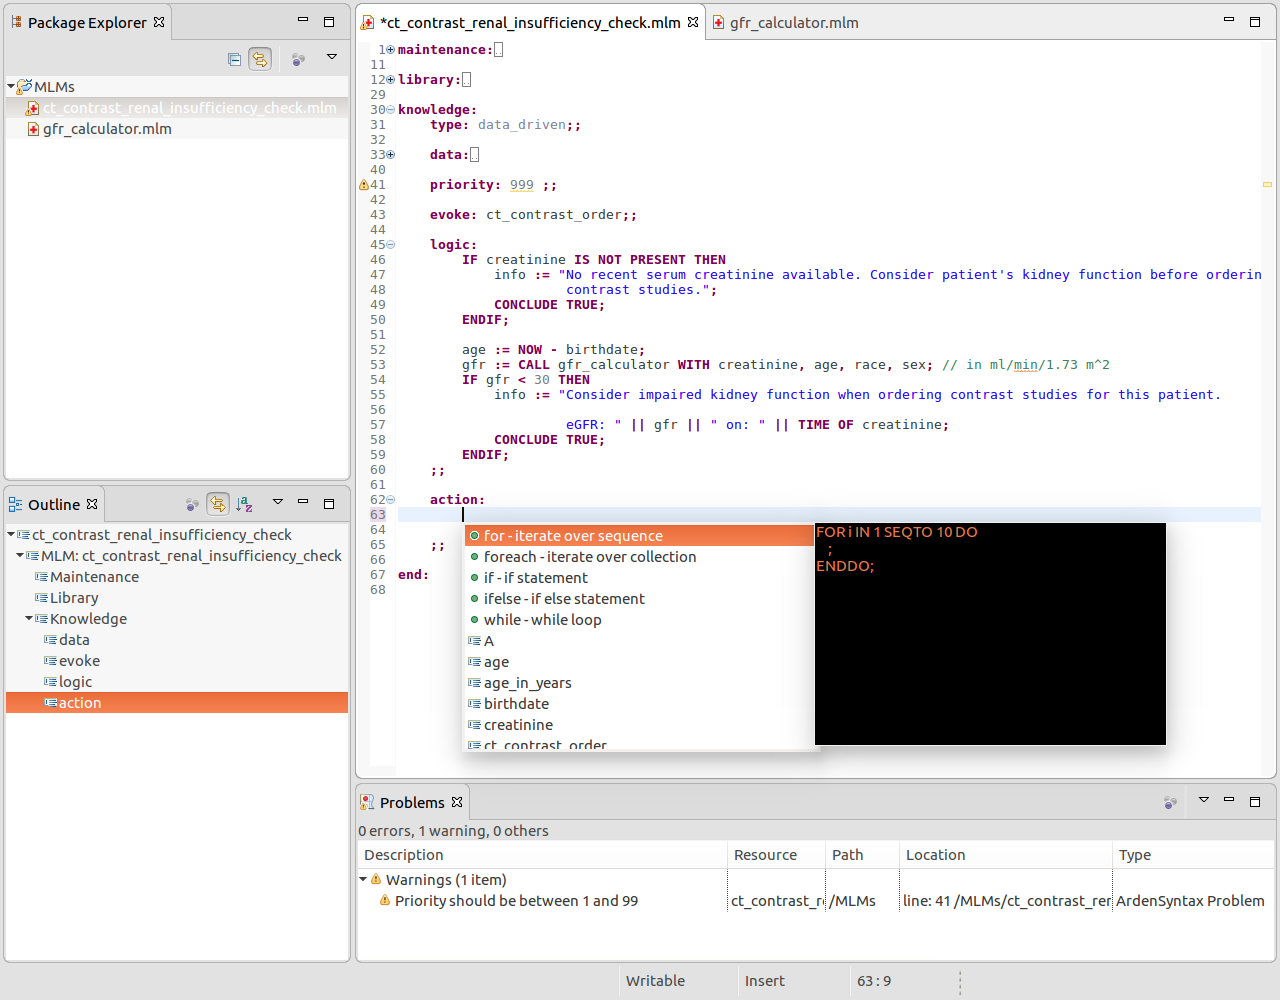 Package Explorer
MLMs
ct_contrast_renal_insufficiency_check.mlm
gfr_calculator.mlm
Outline
ct_contrast_renal_insufficiency_check
MLM: ct_contrast_renal_insufficiency_check
Maintenance
Library
Knowledge
data
evoke
logic
action
*ct_contrast_renal_insufficiency_check.mlm
gfr_calculator.mlm
1 maintenance:
11
12 library:
29
30 knowledge:
31 type: data_driven;;
32
33 data:
40
41 priority: 999 ;;
42
43 evoke: ct_contrast_order;;
44
45 logic:
46 IF creatinine IS NOT PRESENT THEN
47 info := "No recent serum creatinine available. Consider patient's kidney function before orderin
48 contrast studies.";
49 CONCLUDE TRUE;
50 ENDIF;
51
52 age := NOW - birthdate;
53 gfr := CALL gfr_calculator WITH creatinine, age, race, sex; // in ml/min/1.73 m^2
54 IF gfr < 30 THEN
55 info := "Consider impaired kidney function when ordering contrast studies for this patient.
56
57 eGFR: " || gfr || " on: " || TIME OF creatinine;
58 CONCLUDE TRUE;
59 ENDIF;
60 ;;
61
62 action:
63
64
65 ;;
66
67 end:
68
for - iterate over sequence
foreach - iterate over collection
if - if statement
ifelse - if else statement
while - while loop
A
age
age_in_years
birthdate
creatinine
ct_contrast_order
FOR i IN 1 SEQTO 10 DO
;
ENDDO;
Problems
0 errors, 1 warning, 0 others
Description Resource Path Location Type
Warnings (1 item)
Priority should be between 1 and 99 ct_contrast_r /MLMs line: 41 /MLMs/ct_contrast_rer ArdenSyntax Problem
Writable Insert 63 : 9